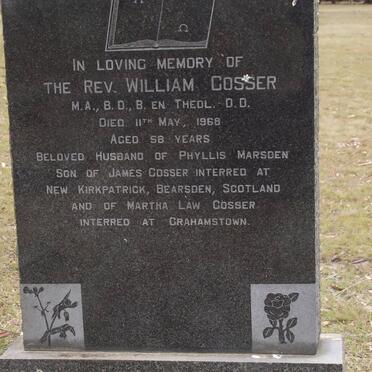 IN LOVING MEMORY OF
THE REV. WILLIAM COSSER
M.A., B.D., B. EN THEOL. D.D.
DIED 11TH MAY, 1968
AGED 58 YEARS
BELOVED HUSBAND OF PHYLLIS MARSDEN
SON OF JAMES COSSER INTERRED AT
NEW KIRKPATRICK, BEARSDEN, SCOTLAND
AND OF MARTHA LAW COSSER
INTERRED AT GRAHAMSTOWN.